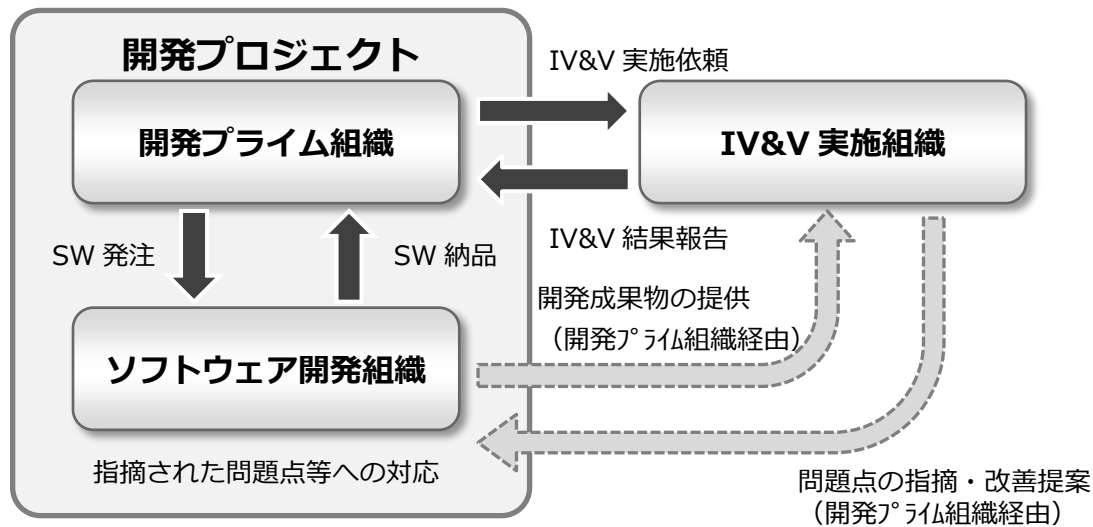 開発プロジェクト
開発プライム組織
IV&V 実施依頼
IV&V 実施組織
IV&V 結果報告
SW 発注
SW 納品
開発成果物の提供
（開発ﾌﾟﾗｲﾑ組織経由）
ソフトウェア開発組織
指摘された問題点等への対応
問題点の指摘・改善提案
（開発ﾌﾟﾗｲﾑ組織経由）